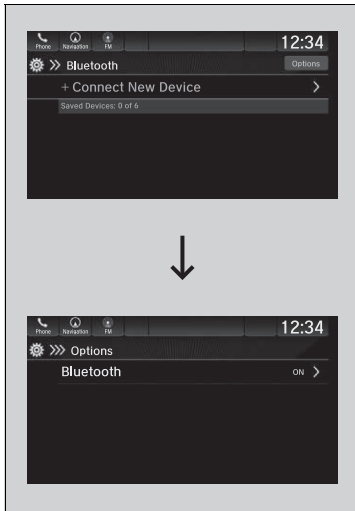 Phone Navigation FM 12:34
Bluetooth Options
+ Connect New Device
Saved Devices: 0 of 6
Phone Navigation FM 12:34
Options
Bluetooth ON